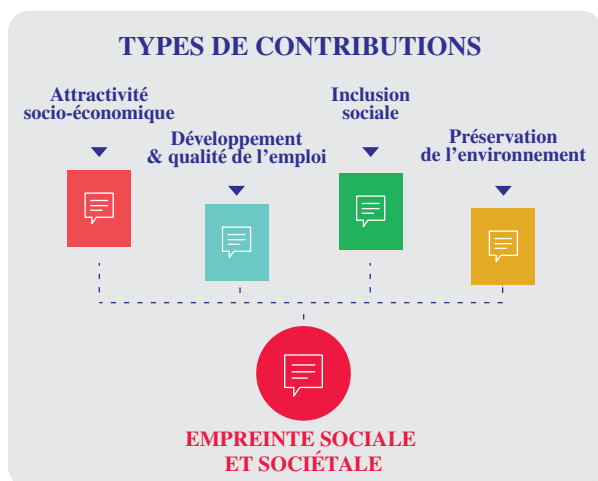 TYPES DE CONTRIBUTIONS
Attractivité
socio-économique
Développement
& qualité de l’emploi
Inclusion
sociale
Préservation
de l’environnement
EMPREINTE SOCIALE
ET SOCIÉTALE